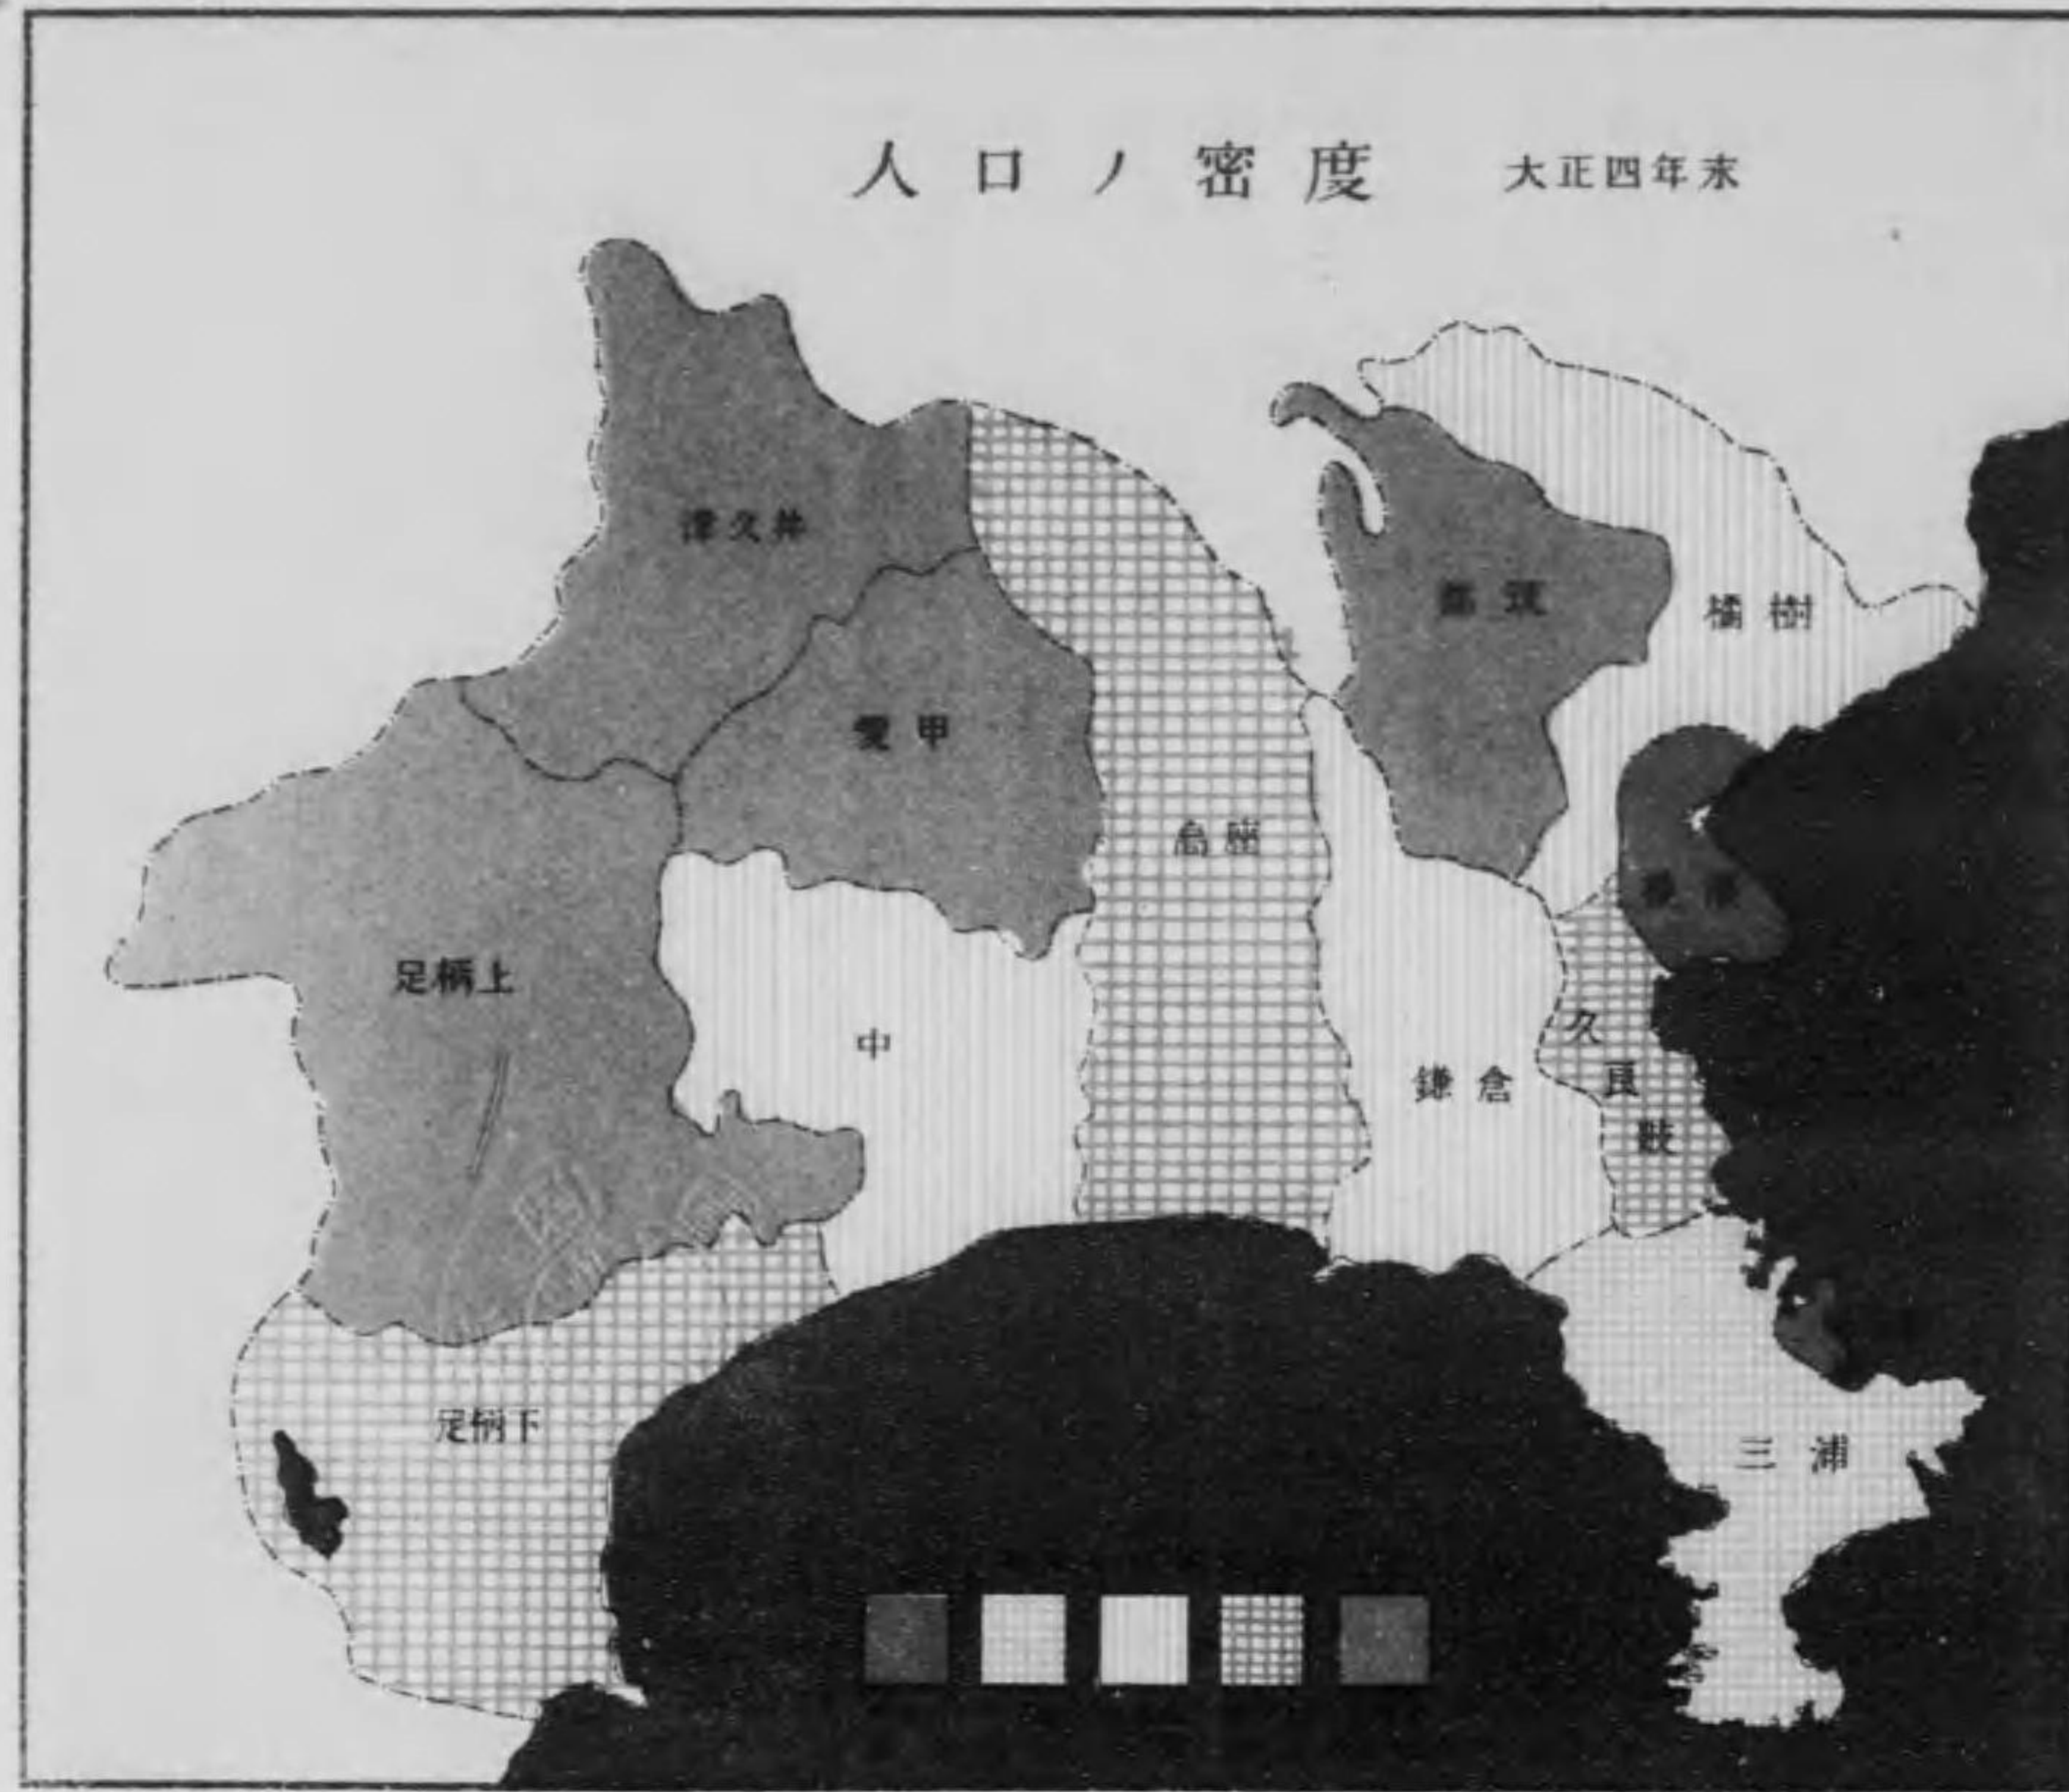 人口ノ密度 大正四年末
津久井
都筑
橘樹
愛甲
高座
足柄上
中
久良岐
鎌倉
足柄下
三浦